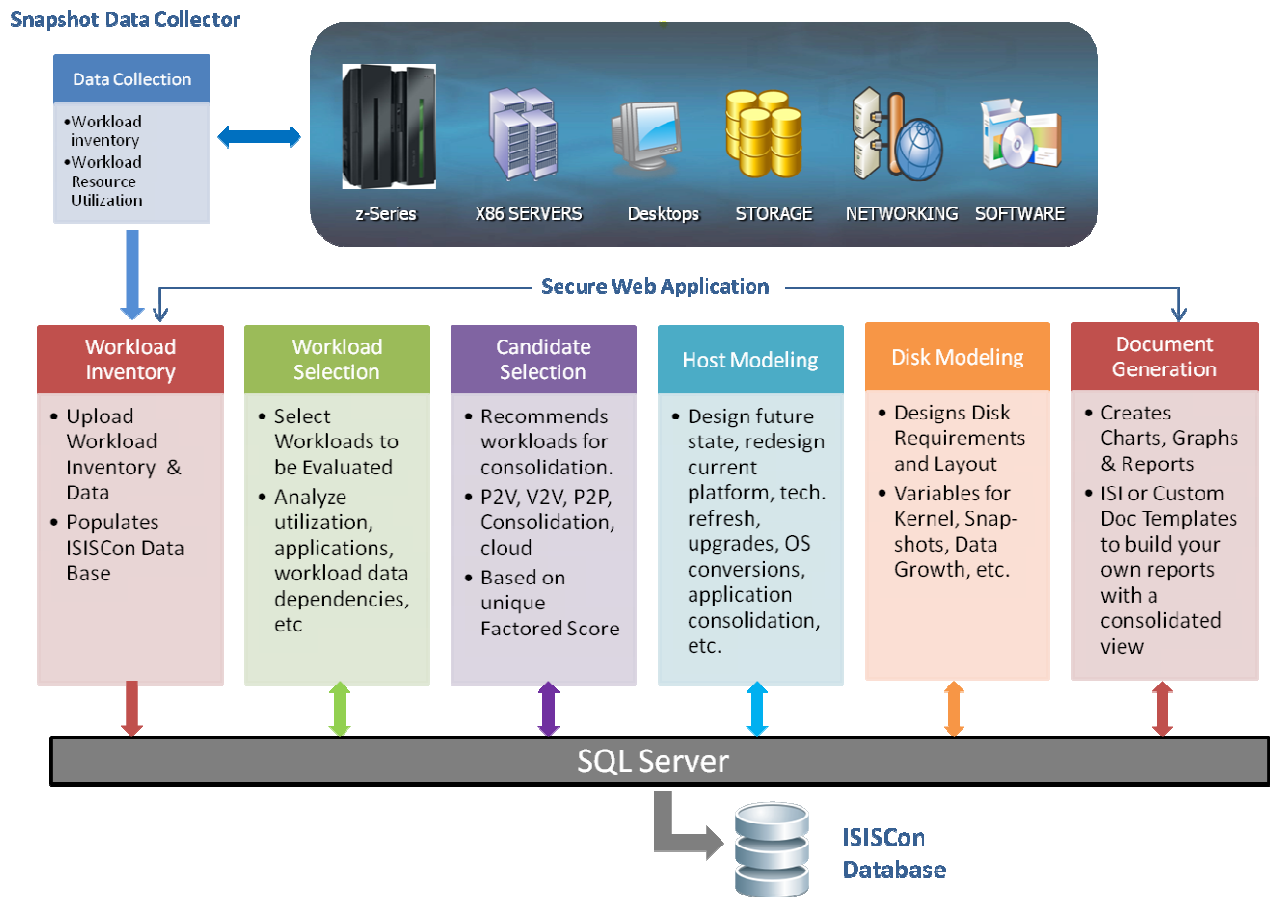 Snapshot Data Collector
Data Collection
•Workload
inventory
•Workload
Resource
Utilization
z-Series
X86 SERVERS
Desktops
STORAGE
NETWORKING
SOFTWARE
Secure Web Application
Workload
Inventory
• Upload
Workload
Inventory &
Data
• Populates
ISISCon Data
Base
Workload
Selection
• Select
Workloads to
be Evaluated
• Analyze
utilization,
applications,
workload data
dependencies,
etc
Candidate
Selection
• Recommends
workloads for
consolidation.
• P2V, V2V, P2P,
Consolidation,
cloud
• Based on
unique
Factored Score
Host Modeling
• Design future
state, redesign
current
platform, tech.
refresh,
upgrades, OS
conversions,
application
consolidation,
etc.
Disk Modeling
• Designs Disk
Requirements
and Layout
• Variables for
Kernel, Snap-
shots, Data
Growth, etc.
Document
Generation
• Creates
Charts, Graphs
& Reports
• ISI or Custom
Doc Templates
to build your
own reports
with a
consolidated
view
SQL Server
ISISCon
Database